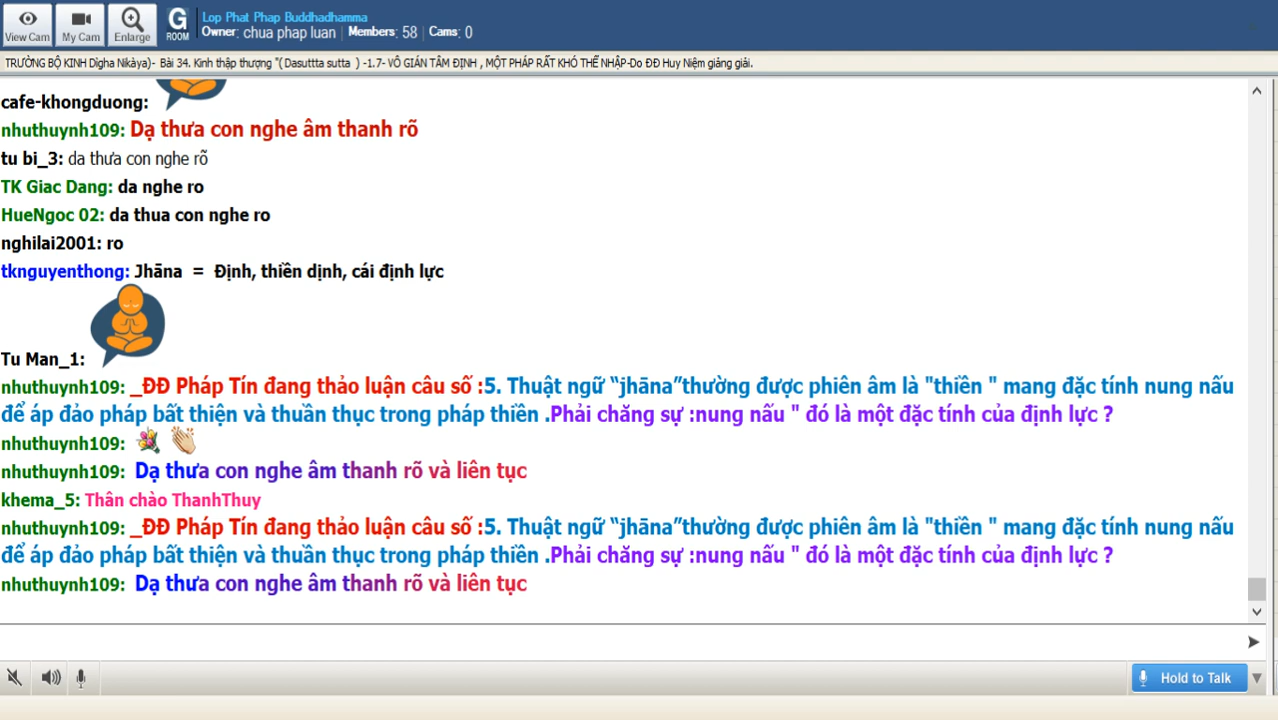 View Cam
My Cam
Enlarge
G
ROOM
Lop Phat Phap Buddhadhamma
Owner: chua phap luan | Members: 58 | Cams: 0
TRƯỜNG BỘ KINH Dīgha Nikàya)- Bài 34. Kinh thập thượng "( Dasuttta sutta ) -1.7- VÔ GIÁN TÂM ĐỊNH , MỘT PHÁP RẤT KHÓ THỂ NHẬP-Do ĐĐ Huy Niệm giảng giải.
cafe-khongduong:
nhuthuynh109: Dạ thưa con nghe âm thanh rõ
tu bi_3: da thưa con nghe rõ
TK Giac Dang: da nghe ro
HueNgoc 02: da thua con nghe ro
nghilai2001: ro
tknguyenthong: Jhāna = Định, thiền dịnh, cái định lực
Tu Man_1:
nhuthuynh109: _ĐĐ Pháp Tín đang thảo luận câu số :5. Thuật ngữ “jhāna”thường được phiên âm là "thiền " mang đặc tính nung nấu
để áp đảo pháp bất thiện và thuần thục trong pháp thiền .Phải chăng sự :nung nấu " đó là một đặc tính của định lực ?
nhuthuynh109:
nhuthuynh109: Dạ thưa con nghe âm thanh rõ và liên tục
khema_5: Thân chào ThanhThuy
nhuthuynh109: _ĐĐ Pháp Tín đang thảo luận câu số :5. Thuật ngữ “jhāna”thường được phiên âm là "thiền " mang đặc tính nung nấu
để áp đảo pháp bất thiện và thuần thục trong pháp thiền .Phải chăng sự :nung nấu " đó là một đặc tính của định lực ?
nhuthuynh109: Dạ thưa con nghe âm thanh rõ và liên tục
Hold to Talk